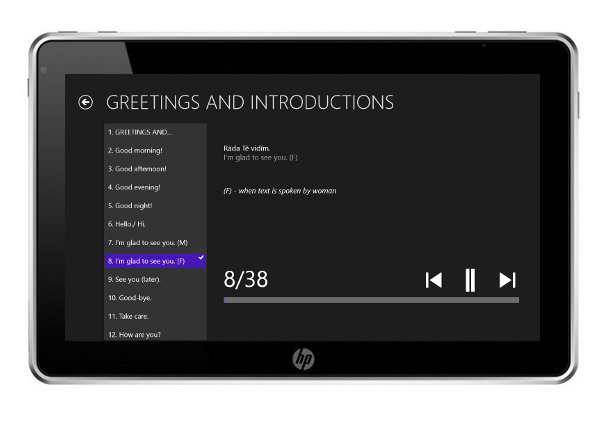 GREETINGS AND INTRODUCTIONS
1. GREETINGS AND...
2. Good morning!
3. Good afternoon!
4. Good evening!
5. Good night!
6. Hello./ Hi.
7. I'm glad to see you. (M)
8. I'm glad to see you. (F)
9. See you (later).
10. Good-bye.
11. Take care.
12. How are you?
Ráda Tě vidím.
I'm glad to see you. (F)
(F) - when text is spoken by woman
8/38
hp